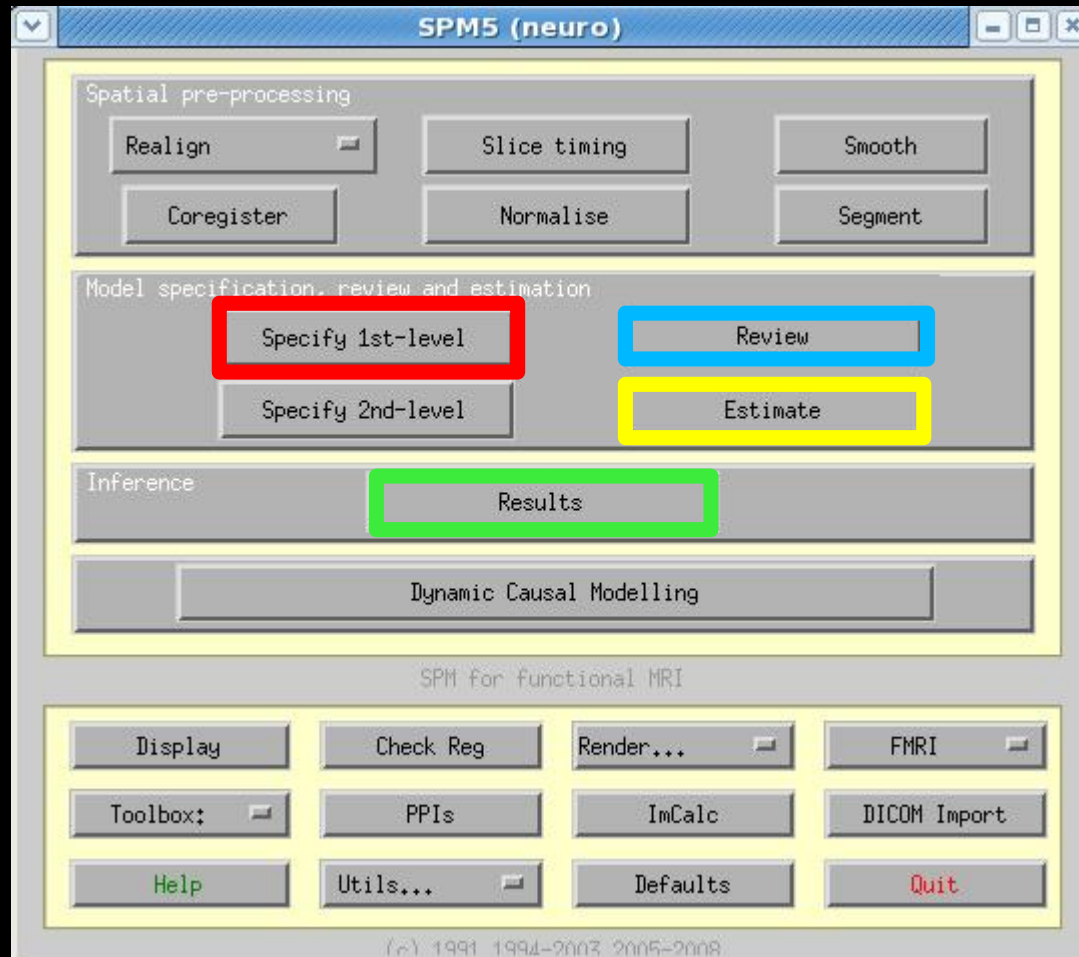 SPM5 (neuro)
Spatial pre-processing
Realign Slice timing Smooth
Coregister Normalise Segment
Model specification, review and estimation
Specify 1st-level Review
Specify 2nd-level Estimate
Inference
Results
Dynamic Causal Modelling
SPM for functional MRI
Display Check Reg Render... FMRI
Toolbox: PPIs ImCalc DICOM Import
Help Utils... Defaults Quit
(c) 1991,1994-2003,2005-2008